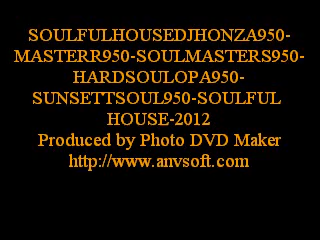 SOULFULHOUSEDJHONZA950-
MASTERR950-SOULMASTERS950-
HARDSOULOPA950-
SUNSETTSOUL950-SOULFUL
HOUSE-2012
Produced by Photo DVD Maker
http://www.anvsoft.com